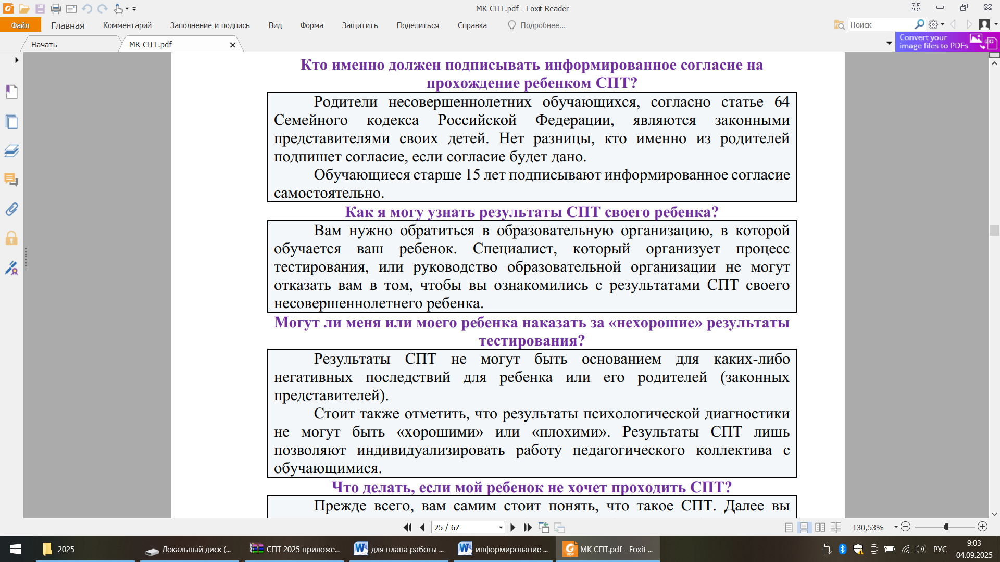 МК СПТ.pdf - Foxit Reader
Файл Главная Комментарий Заполнение и подпись Вид Форма Защитить Поделиться Справка Подробнее... Поиск
Начать МК СПТ.pdf
Convert your
image files to PDFs
Кто именно должен подписывать информированное согласие на
прохождение ребенком СПТ?
Родители несовершеннолетних обучающихся, согласно статье 64
Семейного кодекса Российской Федерации, являются законными
представителями своих детей. Нет разницы, кто именно из родителей
подпишет согласие, если согласие будет дано.
Обучающиеся старше 15 лет подписывают информированное согласие
самостоятельно.
Как я могу узнать результаты СПТ своего ребенка?
Вам нужно обратиться в образовательную организацию, в которой
обучается ваш ребенок. Специалист, который организует процесс
тестирования, или руководство образовательной организации не могут
отказать вам в том, чтобы вы ознакомились с результатами СПТ своего
несовершеннолетнего ребенка.
Могут ли меня или моего ребенка наказать за «нехорошие» результаты
тестирования?
Результаты СПТ не могут быть основанием для каких-либо
негативных последствий для ребенка или его родителей (законных
представителей).
Стоит также отметить, что результаты психологической диагностики
не могут быть «хорошими» или «плохими». Результаты СПТ лишь
позволяют индивидуализировать работу педагогического коллектива с
обучающимися.
Что делать, если мой ребенок не хочет проходить СПТ?
Прежде всего, вам самим стоит понять, что такое СПТ. Далее вы
25 / 67 130,53%
2025 Локальный диск (... СПТ 2025 приложе... для плана работы ... информирование ... МК СПТ.pdf - Foxit ... РУС 9:03
04.09.2025